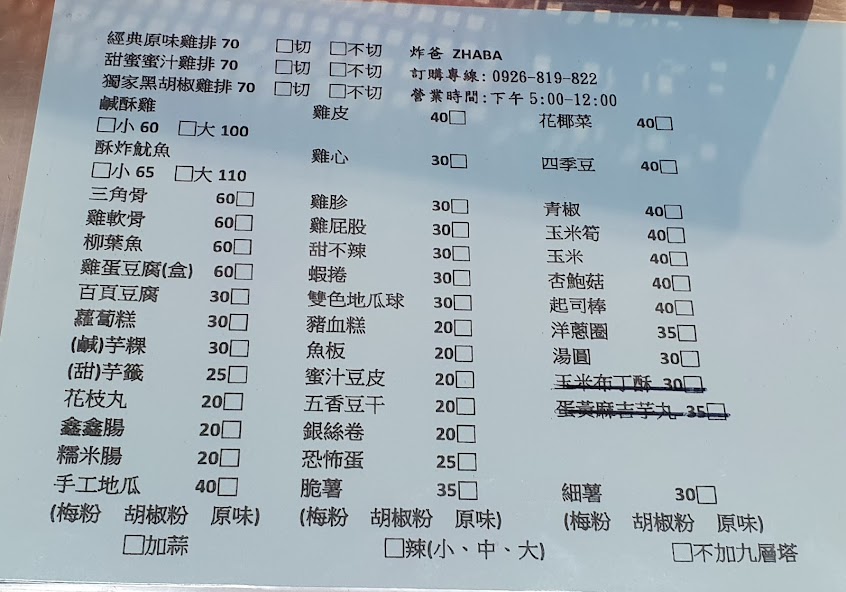 經典原味雞排 70 □切 □不切
甜蜜蜜汁雞排 70 □切 □不切
獨家黑胡椒雞排 70 □切 □不切
炸爸 ZHABA
訂購專線: 0926-819-822
營業時間:下午 5:00-12:00
鹹酥雞
□小 60 □大 100
酥炸魷魚
□小 65 □大 110
三角骨 60□
雞軟骨 60□
柳葉魚 60□
雞蛋豆腐(盒) 60□
百頁豆腐 30□
蘿蔔糕 30□
(鹹)芋粿 30□
(甜)芋籤 25□
花枝丸 20□
鑫鑫腸 20□
糯米腸 20□
手工地瓜 40□
(梅粉 胡椒粉 原味)
雞皮 40□
雞心 30□
雞胗 30□
雞屁股 30□
甜不辣 30□
蝦捲 30□
雙色地瓜球 30□
豬血糕 20□
魚板 20□
蜜汁豆皮 20□
五香豆干 20□
銀絲卷 20□
恐怖蛋 25□
脆薯 35□
(梅粉 胡椒粉 原味)
花椰菜 40□
四季豆 40□
青椒 40□
玉米筍 40□
玉米 40□
杏鮑菇 40□
起司棒 40□
洋蔥圈 35□
湯圓 30□
玉米布丁酥 30□
蛋黃麻吉芋丸 35□
細薯 30□
(梅粉 胡椒粉 原味)
□加蒜 □辣(小、中、大) □不加九層塔